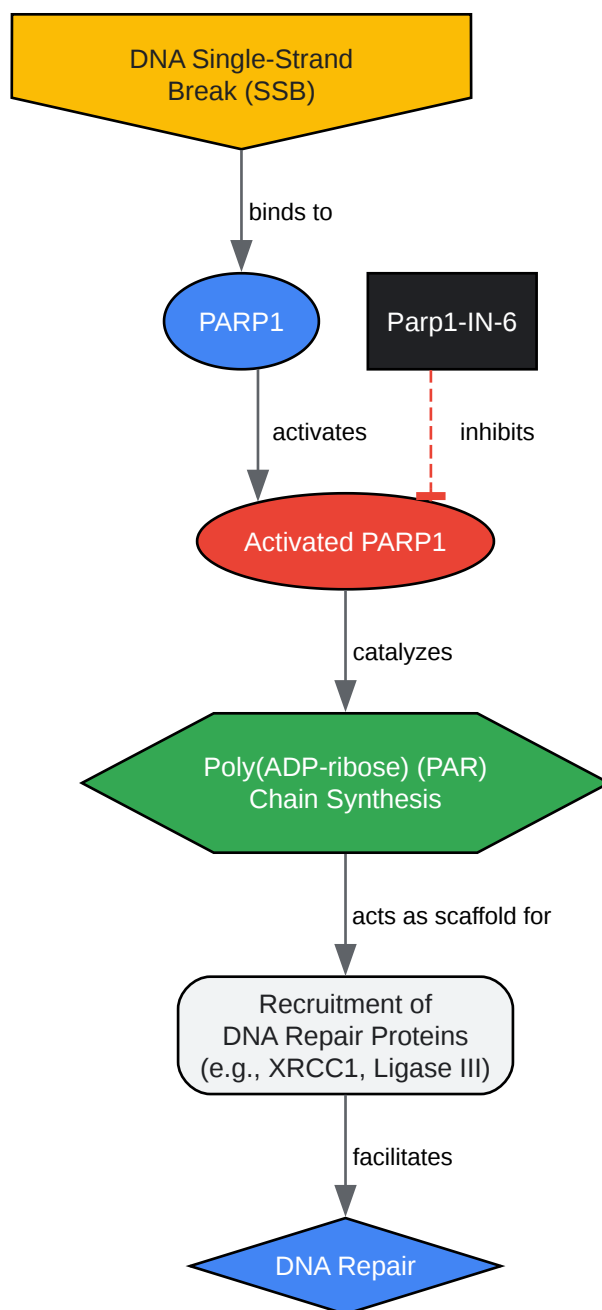 DNA Single-Strand
Break (SSB)
binds to
PARP1
Parp1-IN-6
activates
inhibits
Activated PARP1
catalyzes
Poly(ADP-ribose) (PAR)
Chain Synthesis
acts as scaffold for
Recruitment of
DNA Repair Proteins
(e.g., XRCC1, Ligase III)
facilitates
DNA Repair